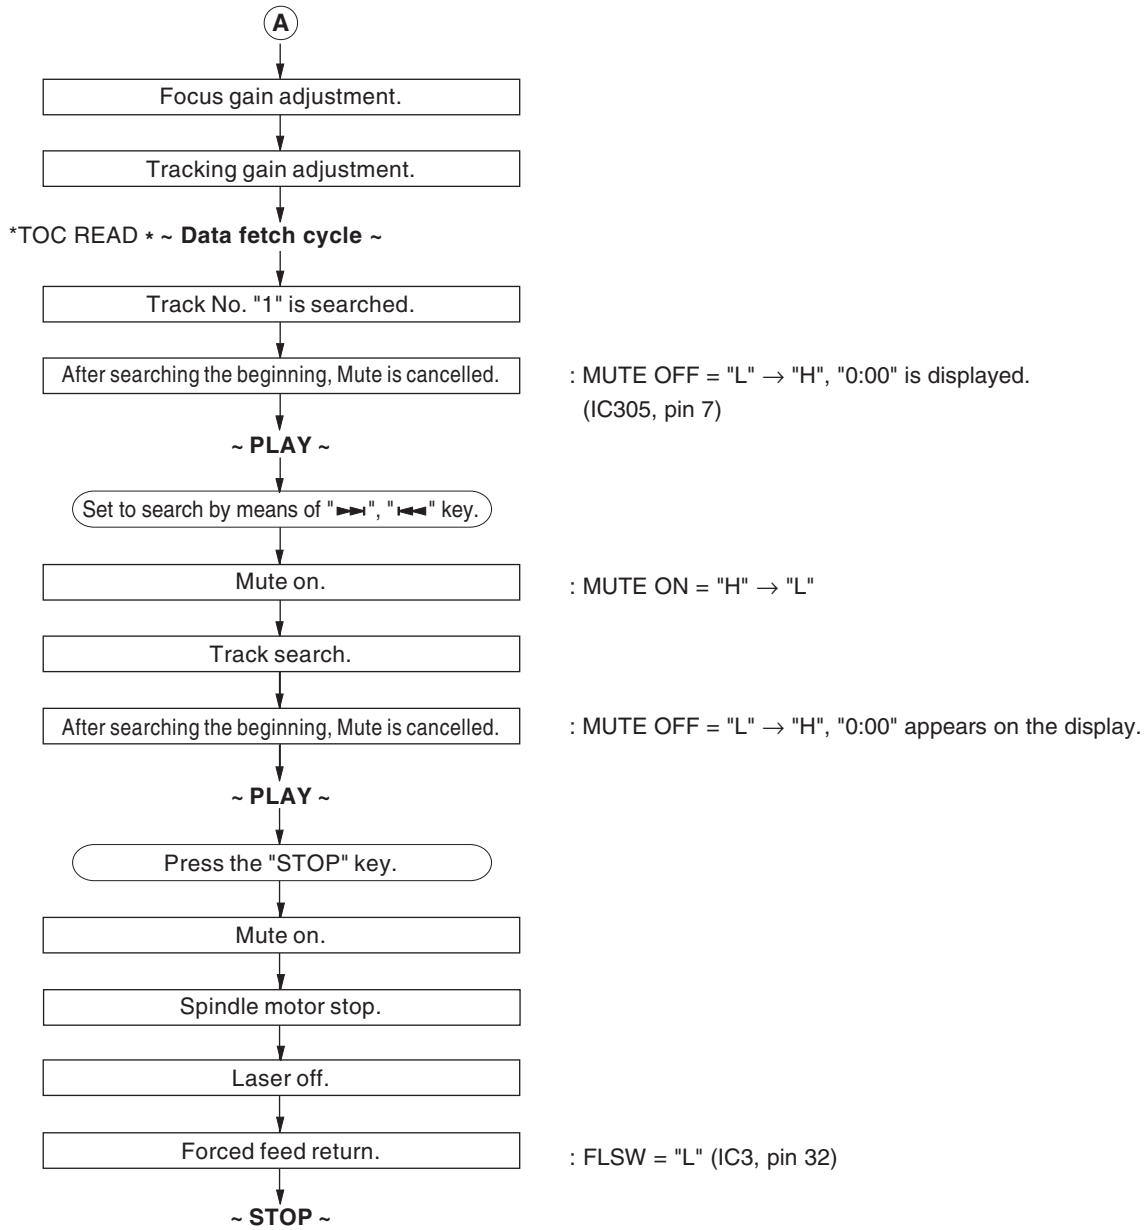 A
Focus gain adjustment.
Tracking gain adjustment.
*TOC READ * ~ Data fetch cycle ~
Track No. "1" is searched.
After searching the beginning, Mute is cancelled.
: MUTE OFF = "L" → "H", "0:00" is displayed.
(IC305, pin 7)
~ PLAY ~
Set to search by means of "⏭", "⏮" key.
Mute on.
: MUTE ON = "H" → "L"
Track search.
After searching the beginning, Mute is cancelled.
: MUTE OFF = "L" → "H", "0:00" appears on the display.
~ PLAY ~
Press the "STOP" key.
Mute on.
Spindle motor stop.
Laser off.
Forced feed return.
: FLSW = "L" (IC3, pin 32)
~ STOP ~